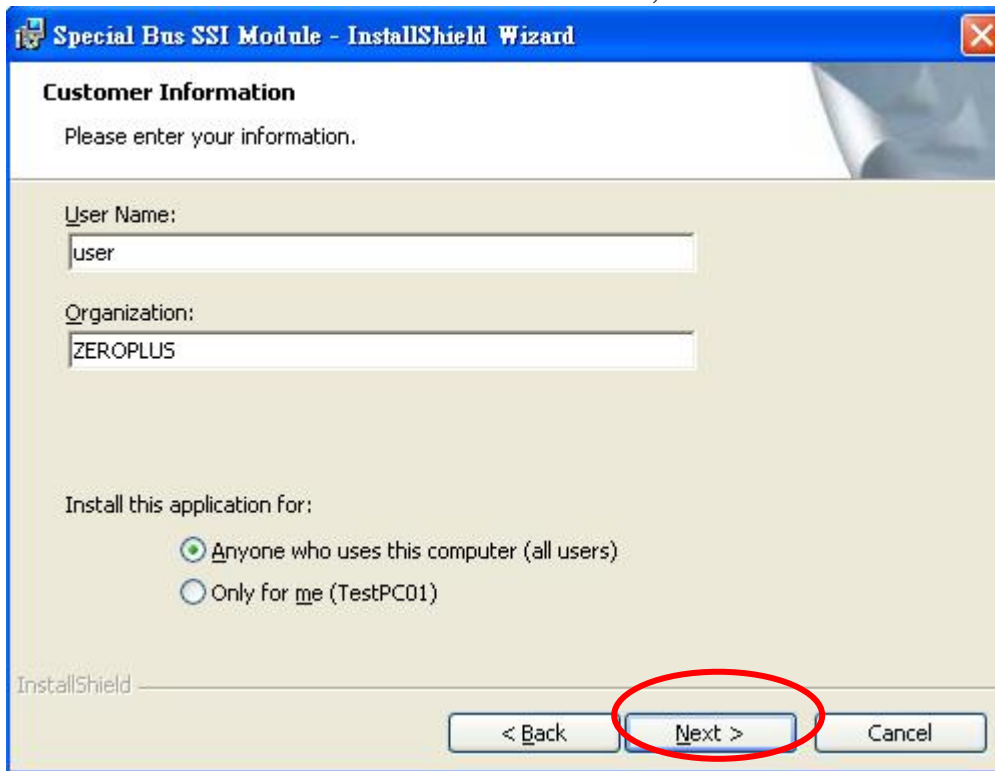 Special Bus SSI Module - InstallShield Wizard
Customer Information
Please enter your information.
User Name:
user
Organization:
ZEROPLUS
Install this application for:
Anyone who uses this computer (all users)
Only for me (TestPC01)
InstallShield
< Back Next > Cancel